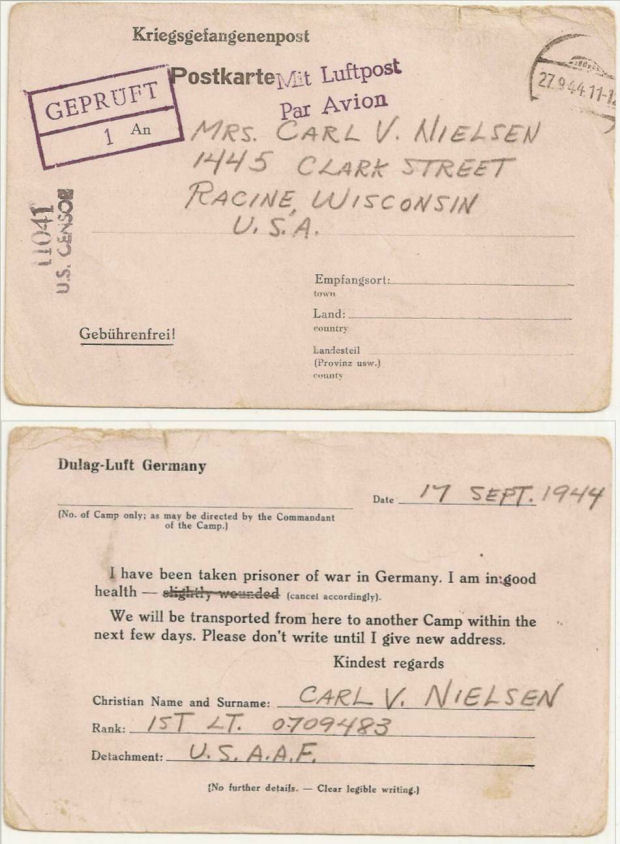 Kriegsgefangenenpost
Postkarte
Mit Luftpost
Par Avion
27.9.44.11-12
GEPRÜFT
1
An
MRS. CARL V. NIELSEN
1445 CLARK STREET
RACINE, WISCONSIN
U.S.A.
11041
U.S. CENSOR
Empfangsort:
town
Land:
country
Gebührenfrei!
Landesteil
(Provinz usw.)
county
Dulag-Luft Germany
Date 17 SEPT. 1944
(No. of Camp only; as may be directed by the Commandant
of the Camp.)
I have been taken prisoner of war in Germany. I am in good
health — slightly wounded (cancel accordingly).
We will be transported from here to another Camp within the
next few days. Please don't write until I give new address.
Kindest regards
Christian Name and Surname: CARL V. NIELSEN
Rank: 1ST LT. 0709483
Detachment: U.S.A.A.F.
(No further details. — Clear legible writing.)